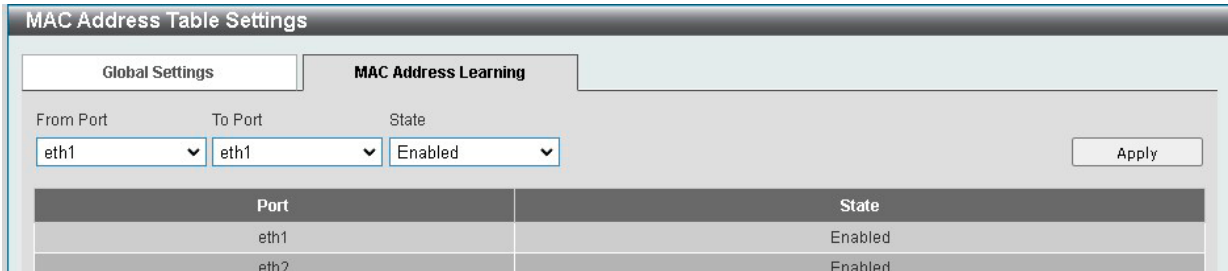 MAC Address Table Settings
Global Settings MAC Address Learning
From Port To Port State
eth1 eth1 Enabled Apply
Port State
eth1 Enabled
eth2 Enabled